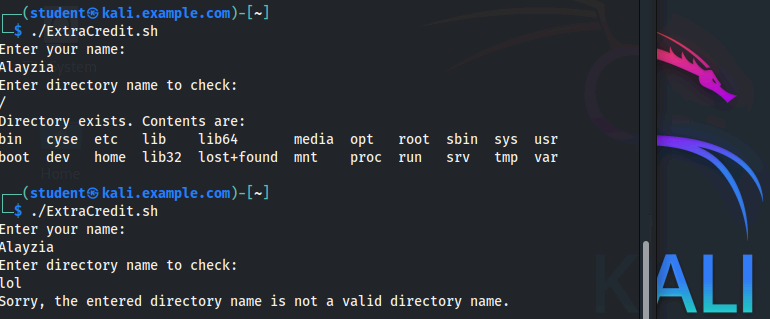 ┌──(student㉿kali.example.com)-[~]
└─$ ./ExtraCredit.sh
Enter your name:
Alayzia
Enter directory name to check:
/
Directory exists. Contents are:
bin   cyse  etc   lib    lib64       media  opt   root  sbin  sys  usr
boot  dev   home  lib32  lost+found  mnt    proc  run   srv   tmp  var
Home
┌──(student㉿kali.example.com)-[~]
└─$ ./ExtraCredit.sh
Enter your name:
Alayzia
Enter directory name to check:
lol
Sorry, the entered directory name is not a valid directory name.
KALI